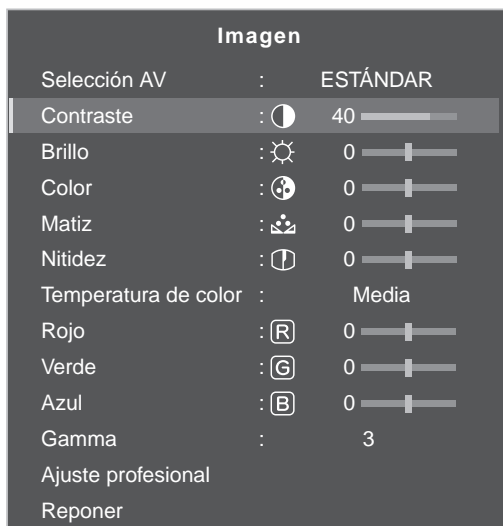 Imagen
Selección AV : ESTÁNDAR
Contraste : 40
Brillo : 0
Color : 0
Matiz : 0
Nitidez : 0
Temperatura de color : Media
Rojo : R 0
Verde : G 0
Azul : B 0
Gamma : 3
Ajuste profesional
Reponer